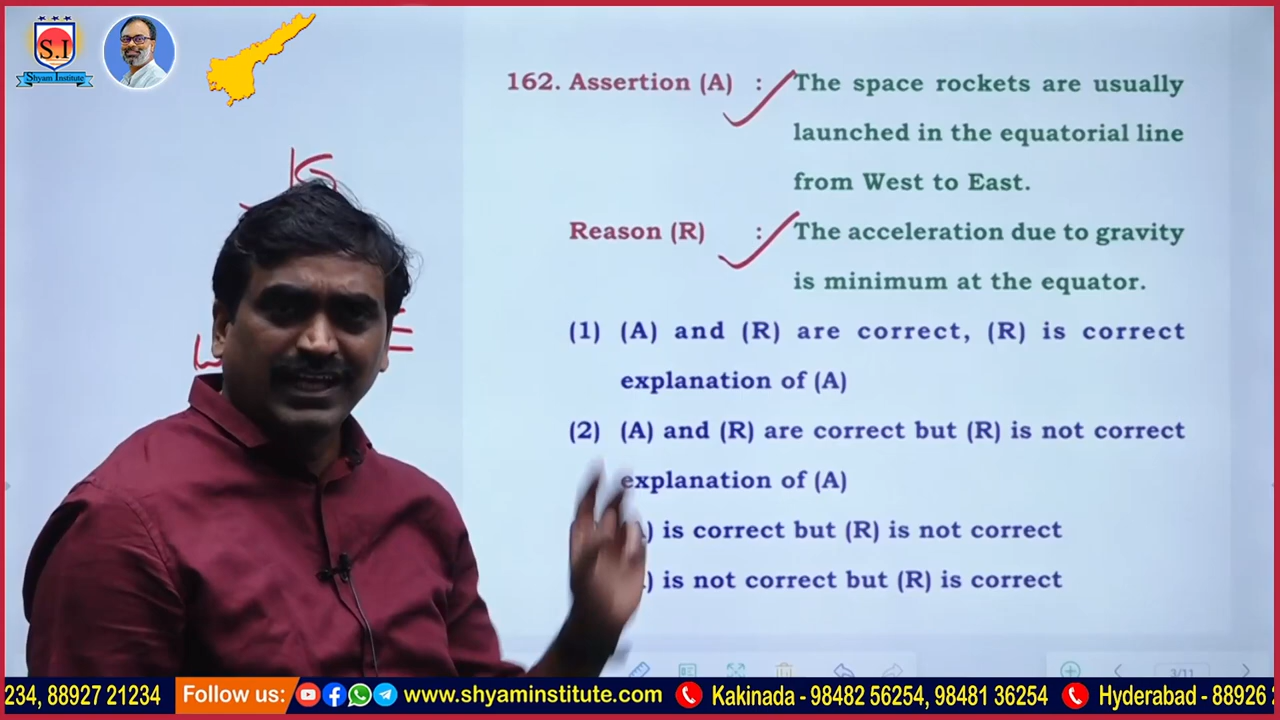 S.I
Shyam Institute
162. Assertion (A) : The space rockets are usually
launched in the equatorial line
from West to East.
Reason (R) : The acceleration due to gravity
is minimum at the equator.
(1) (A) and (R) are correct, (R) is correct
explanation of (A)
(2) (A) and (R) are correct but (R) is not correct
explanation of (A)
) is correct but (R) is not correct
) is not correct but (R) is correct
3/11
234, 88927 21234 Follow us: www.shyaminstitute.com Kakinada - 98482 56254, 98481 36254 Hyderabad - 88926 2